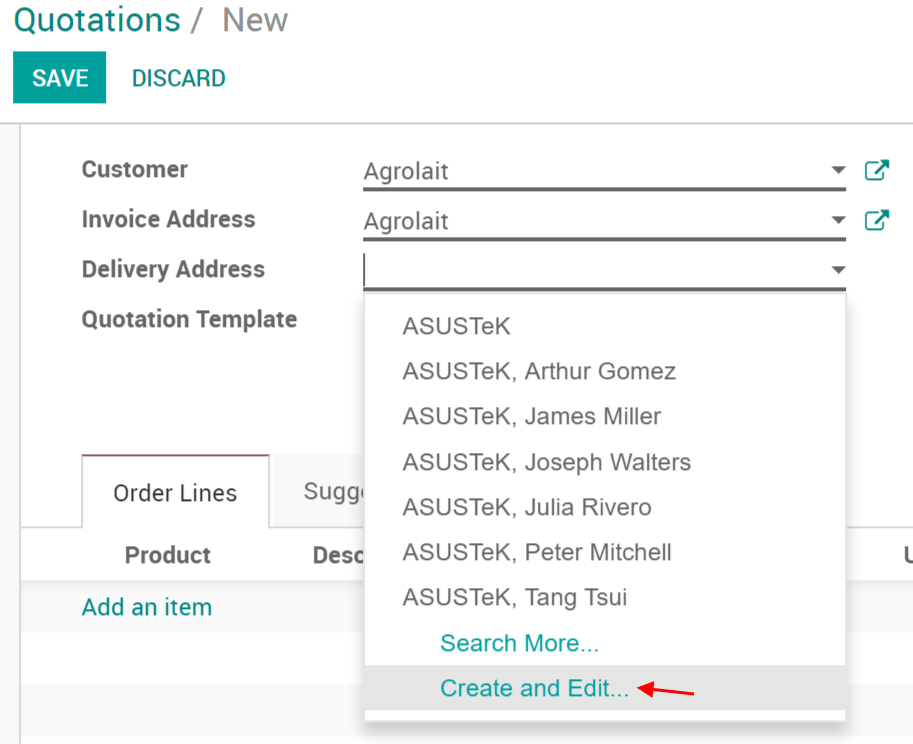 Quotations / New
SAVE DISCARD
Customer Agrolait
Invoice Address Agrolait
Delivery Address
Quotation Template
ASUSTeK
ASUSTeK, Arthur Gomez
ASUSTeK, James Miller
ASUSTeK, Joseph Walters
ASUSTeK, Julia Rivero
ASUSTeK, Peter Mitchell
ASUSTeK, Tang Tsui
Search More...
Create and Edit...
Order Lines
Product
Add an item